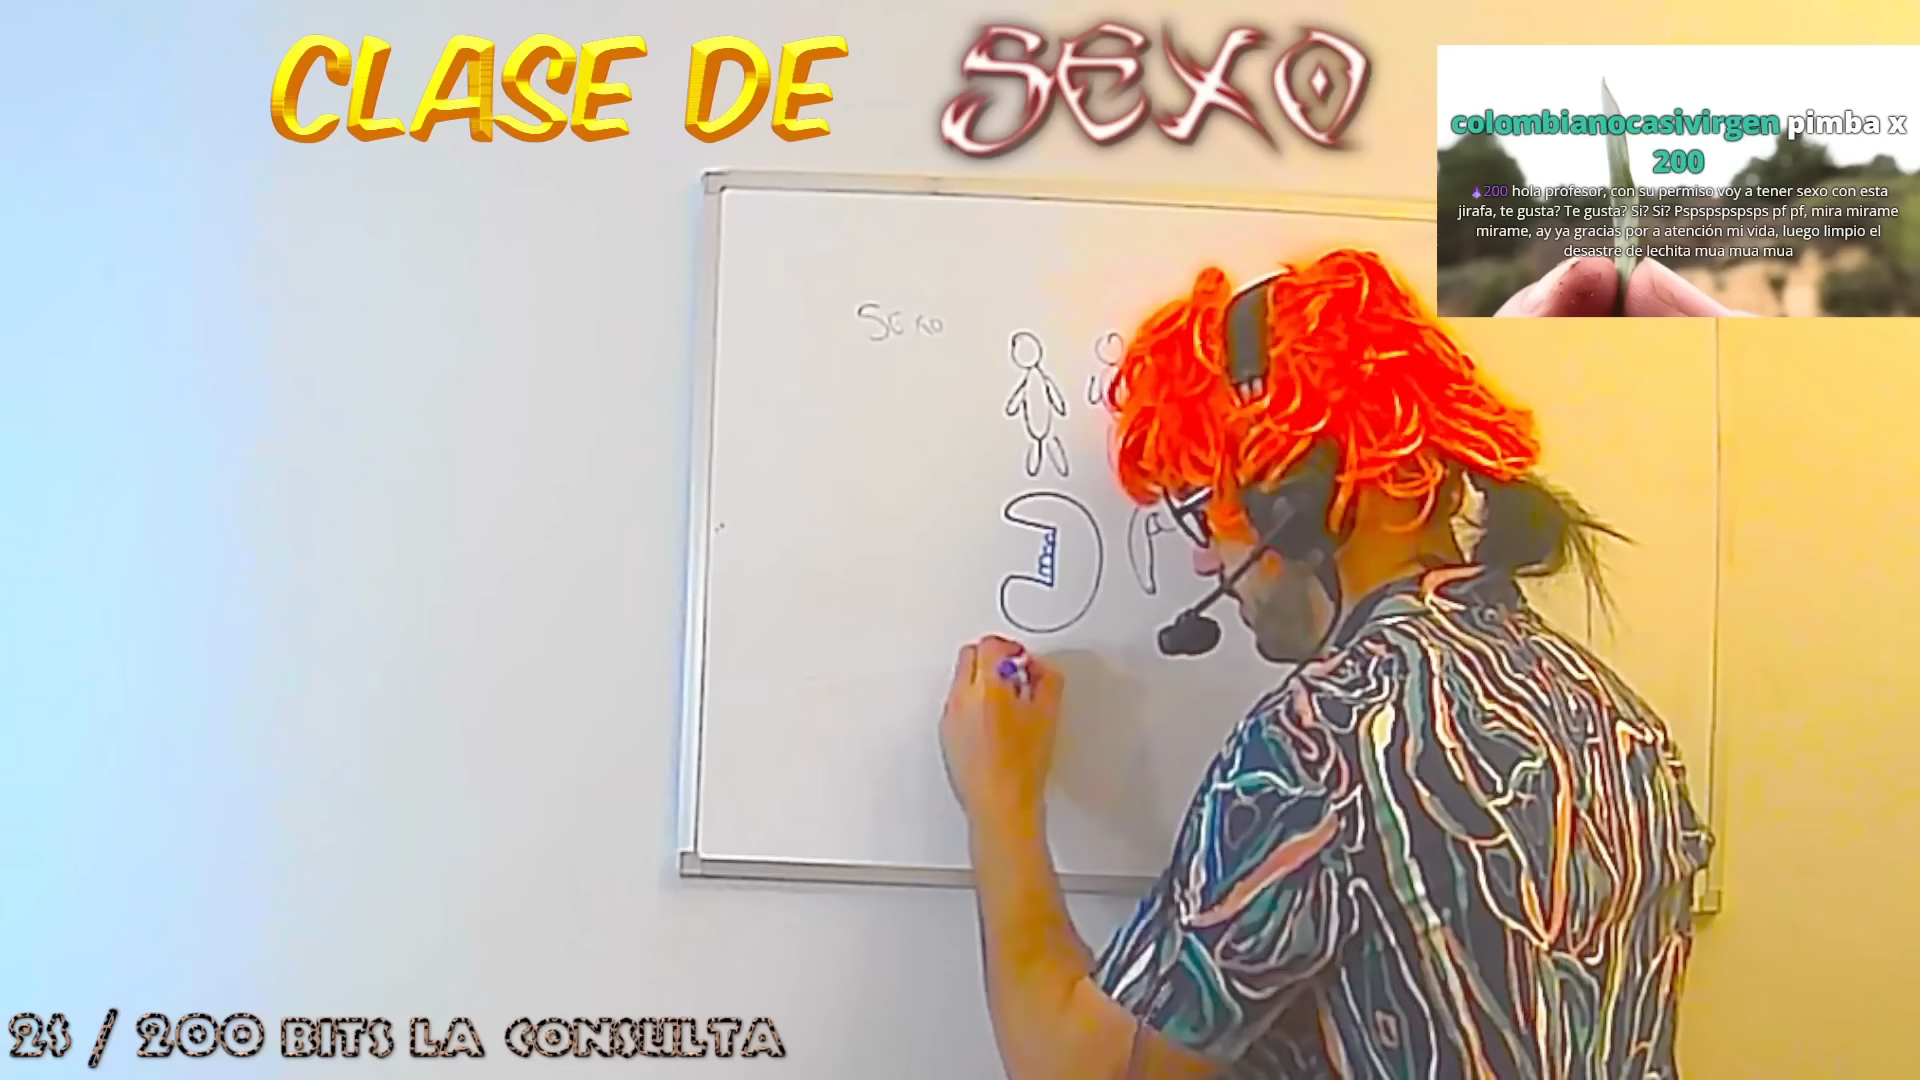 CLASE DE SEXO
colombianocasivirgen pimba x
200
200 hola profesor, con su permiso voy a tener sexo con esta
jirafa, te gusta? Te gusta? Si? Si? Pspspspspsps pf pf, mira mirame
mirame, ay ya gracias por a atención mi vida, luego limpio el
desastre de lechita mua mua mua
SEXO
2$ / 200 BITS LA CONSULTA